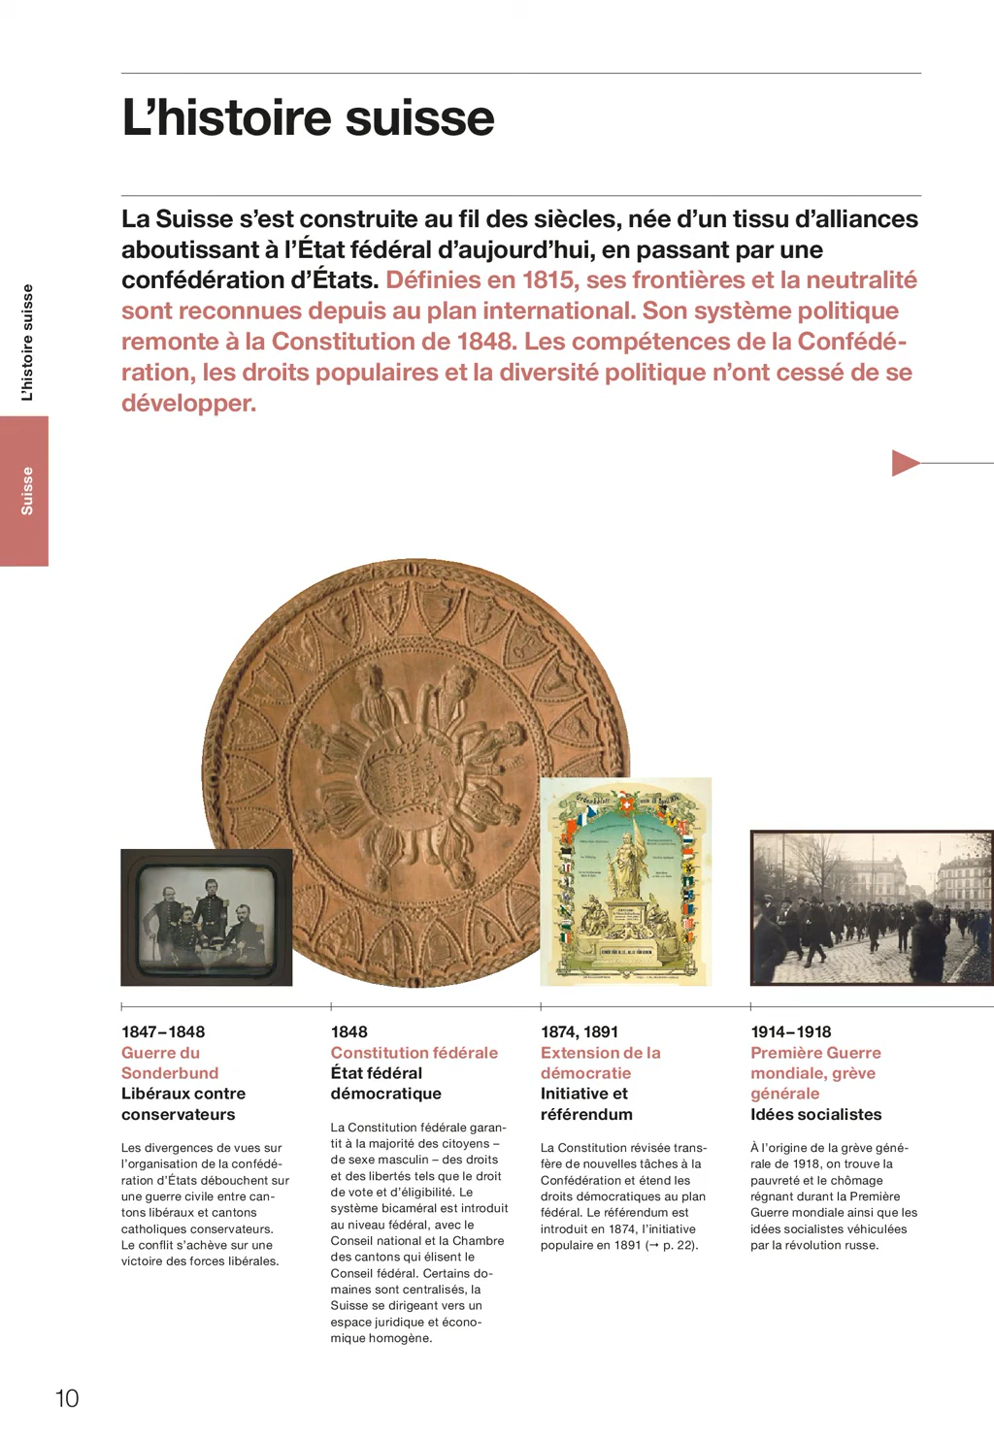 L'histoire suisse
La Suisse s'est construite au fil des siècles, née d'un tissu d'alliances
aboutissant à l'État fédéral d'aujourd'hui, en passant par une
confédération d'États. Définies en 1815, ses frontières et la neutralité
sont reconnues depuis au plan international. Son système politique
remonte à la Constitution de 1848. Les compétences de la Confédé-
ration, les droits populaires et la diversité politique n'ont cessé de se
développer.
L'histoire suisse
Suisse
1847–1848
Guerre du
Sonderbund
Libéraux contre
conservateurs
Les divergences de vues sur
l'organisation de la confédé-
ration d'États débouchent sur
une guerre civile entre can-
tons libéraux et cantons
catholiques conservateurs.
Le conflit s'achève sur une
victoire des forces libérales.
1848
Constitution fédérale
État fédéral
démocratique
La Constitution fédérale garan-
tit à la majorité des citoyens –
de sexe masculin – des droits
et des libertés tels que le droit
de vote et d'éligibilité. Le
système bicaméral est introduit
au niveau fédéral, avec le
Conseil national et la Chambre
des cantons qui élisent le
Conseil fédéral. Certains do-
maines sont centralisés, la
Suisse se dirigeant vers un
espace juridique et écono-
mique homogène.
1874, 1891
Extension de la
démocratie
Initiative et
référendum
La Constitution révisée trans-
fère de nouvelles tâches à la
Confédération et étend les
droits démocratiques au plan
fédéral. Le référendum est
introduit en 1874, l'initiative
populaire en 1891 (→ p. 22).
1914–1918
Première Guerre
mondiale, grève
générale
Idées socialistes
À l'origine de la grève géné-
rale de 1918, on trouve la
pauvreté et le chômage
régnant durant la Première
Guerre mondiale ainsi que les
idées socialistes véhiculées
par la révolution russe.
10